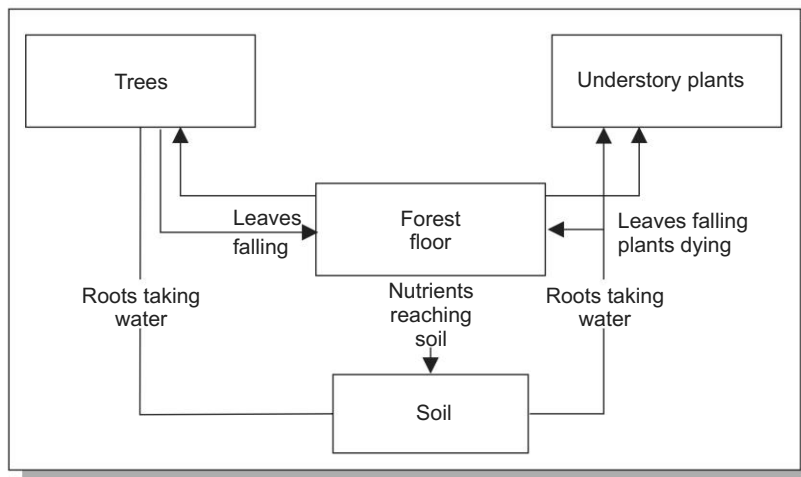 Trees
Understory plants
Leaves
falling
Forest
floor
Leaves falling
plants dying
Roots taking
water
Nutrients
reaching
soil
Roots taking
water
Soil